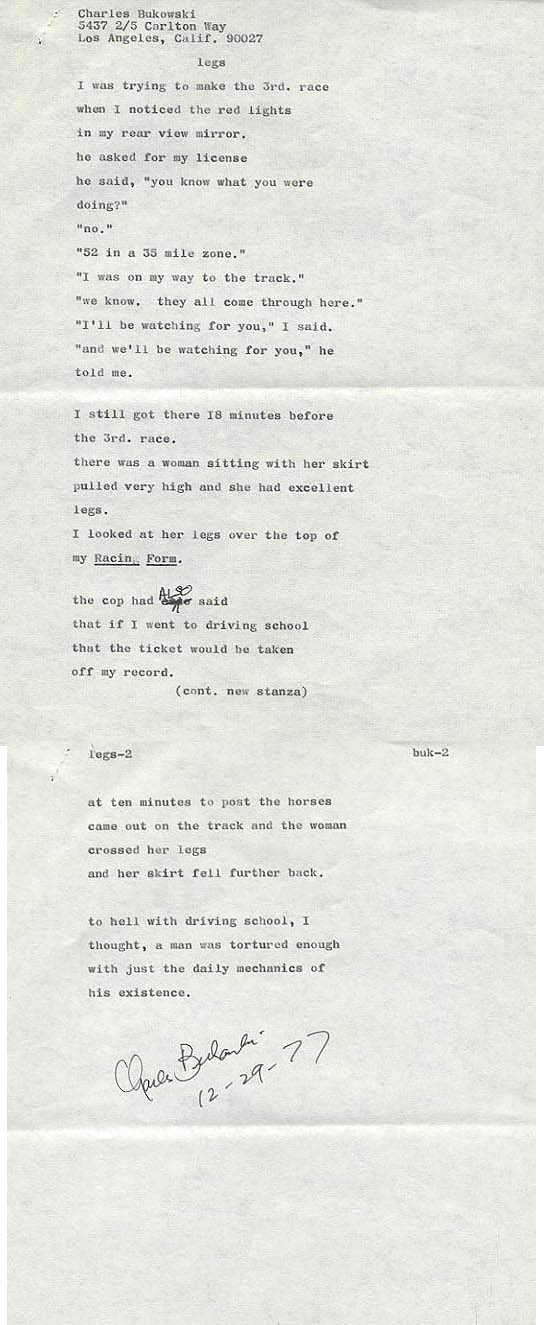 Charles Bukowski
5437 2/5 Carlton Way
Los Angeles, Calif. 90027
legs
I was trying to make the 3rd. race
when I noticed the red lights
in my rear view mirror.
he asked for my license
he said, "you know what you were
doing?"
"no."
"52 in a 35 mile zone."
"I was on my way to the track."
"we know.  they all come through here."
"I'll be watching for you," I said.
"and we'll be watching for you," he
told me.
I still got there I8 minutes before
the 3rd. race.
there was a woman sitting with her skirt
pulled very high and she had excellent
legs.
I looked at her legs over the top of
my Racing Form.
the cop had ALSO said
that if I went to driving school
that the ticket would be taken
off my record.
(cont. new stanza)
legs-2 buk-2
at ten minutes to post the horses
came out on the track and the woman
crossed her legs
and her skirt fell further back.
to hell with driving school, I
thought, a man was tortured enough
with just the daily mechanics of
his existence.
Charles Bukowski
12-29-77